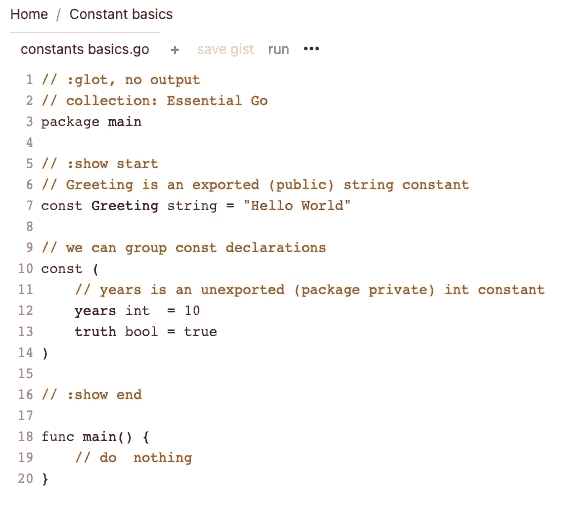 Home / Constant basics
constants basics.go + save gist run •••
1 // :glot, no output
2 // collection: Essential Go
3 package main
4
5 // :show start
6 // Greeting is an exported (public) string constant
7 const Greeting string = "Hello World"
8
9 // we can group const declarations
10 const (
11     // years is an unexported (package private) int constant
12     years int  = 10
13     truth bool = true
14 )
15
16 // :show end
17
18 func main() {
19     // do  nothing
20 }